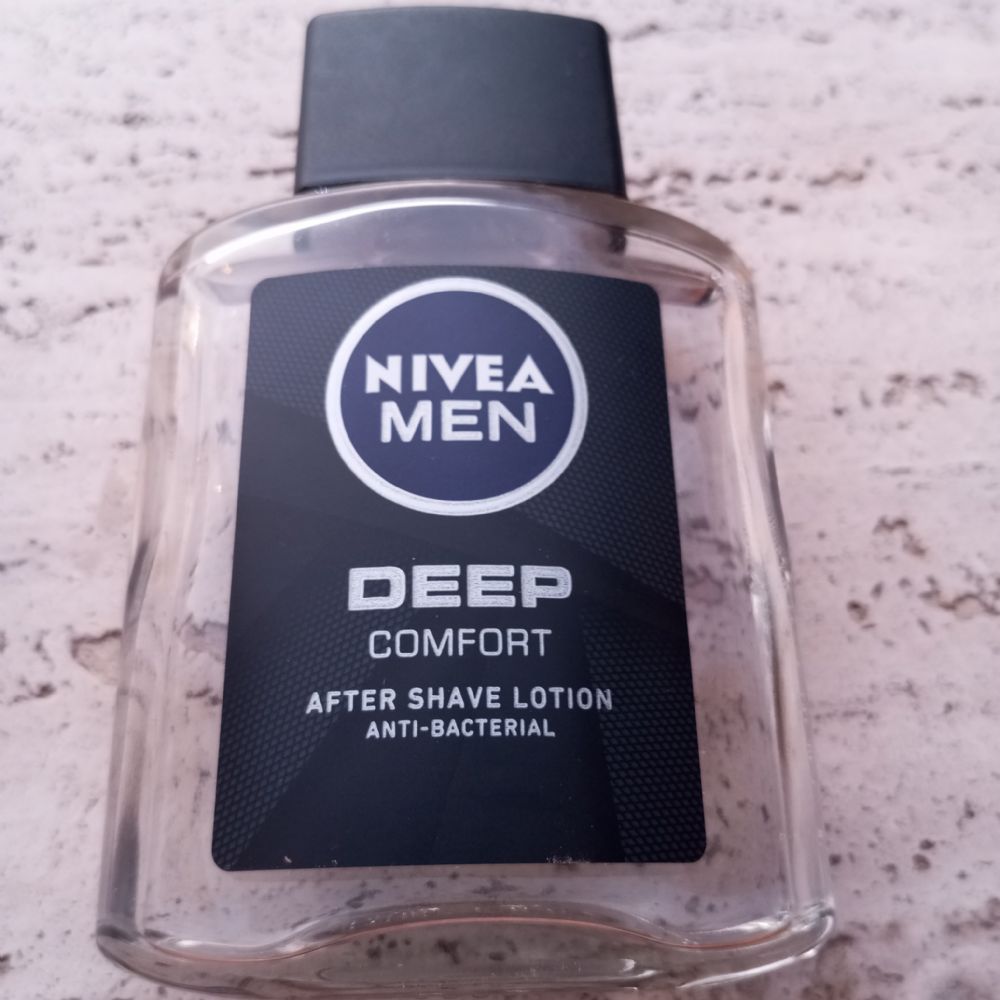 NIVEA
MEN
DEEP
COMFORT
AFTER SHAVE LOTION
ANTI-BACTERIAL